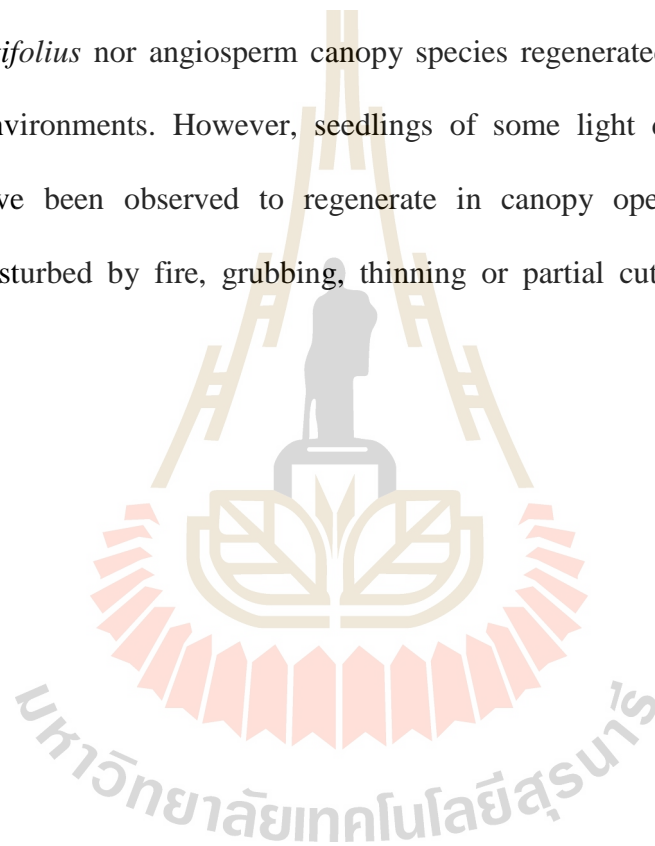 ifolius nor angiosperm canopy species regenerated
nvironments. However, seedlings of some light
ve been observed to regenerate in canopy ope
sturbed by fire, grubbing, thinning or partial cut
มหาวิทยาลัยเทคโนโลยีสุรนารี